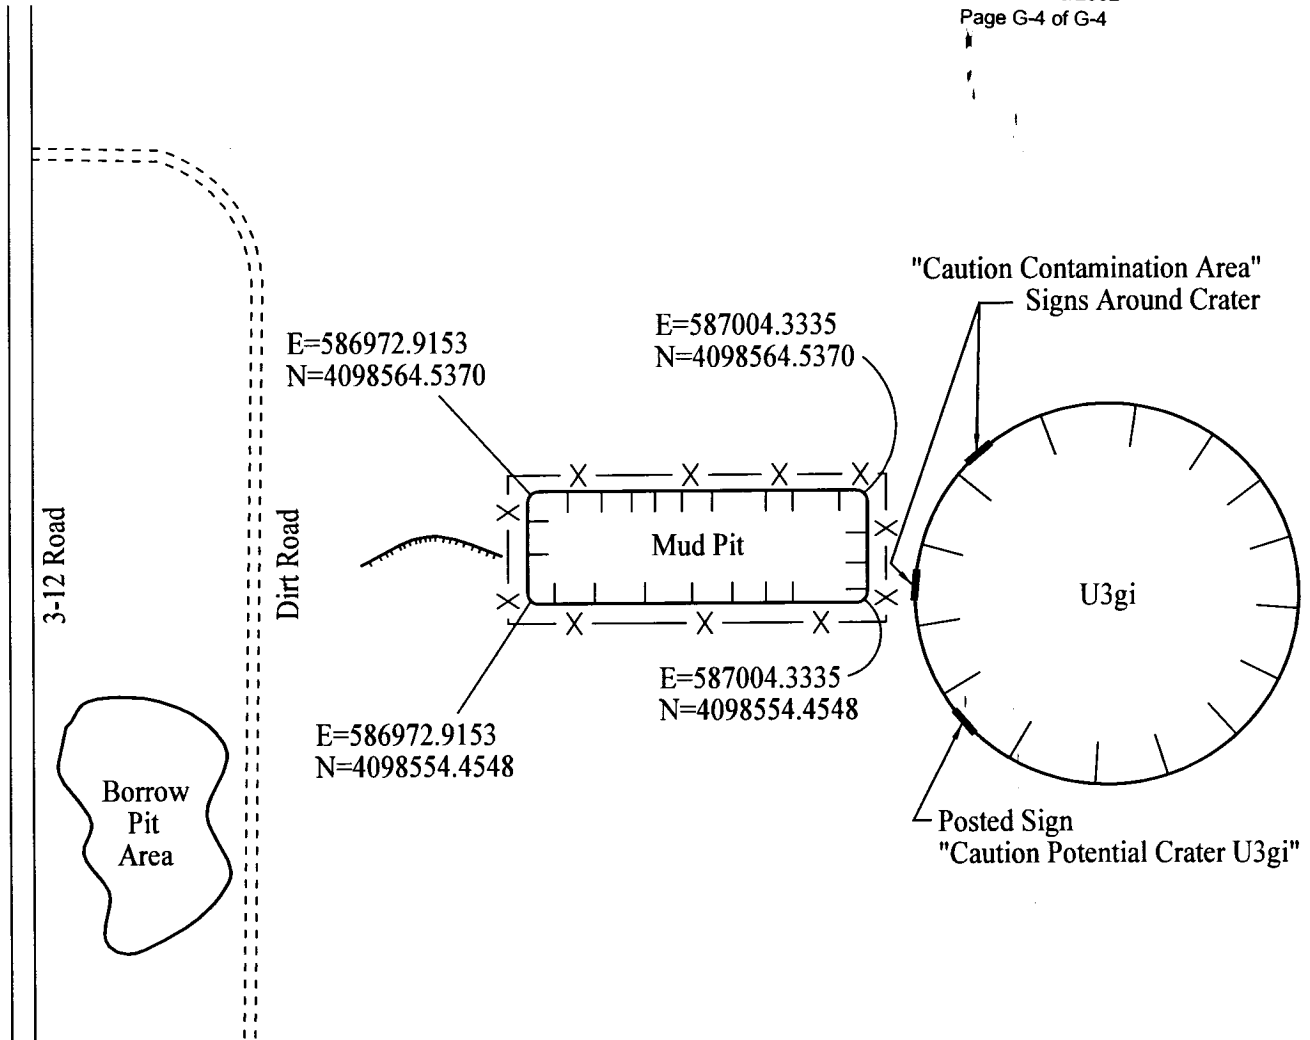 Page G-4 of G-4
"Caution Contamination Area"
Signs Around Crater
E=586972.9153
N=4098564.5370
E=587004.3335
N=4098564.5370
3-12 Road
Dirt Road
Mud Pit
U3gi
E=587004.3335
N=4098554.4548
E=586972.9153
N=4098554.4548
Borrow
Pit
Area
Posted Sign
"Caution Potential Crater U3gi"